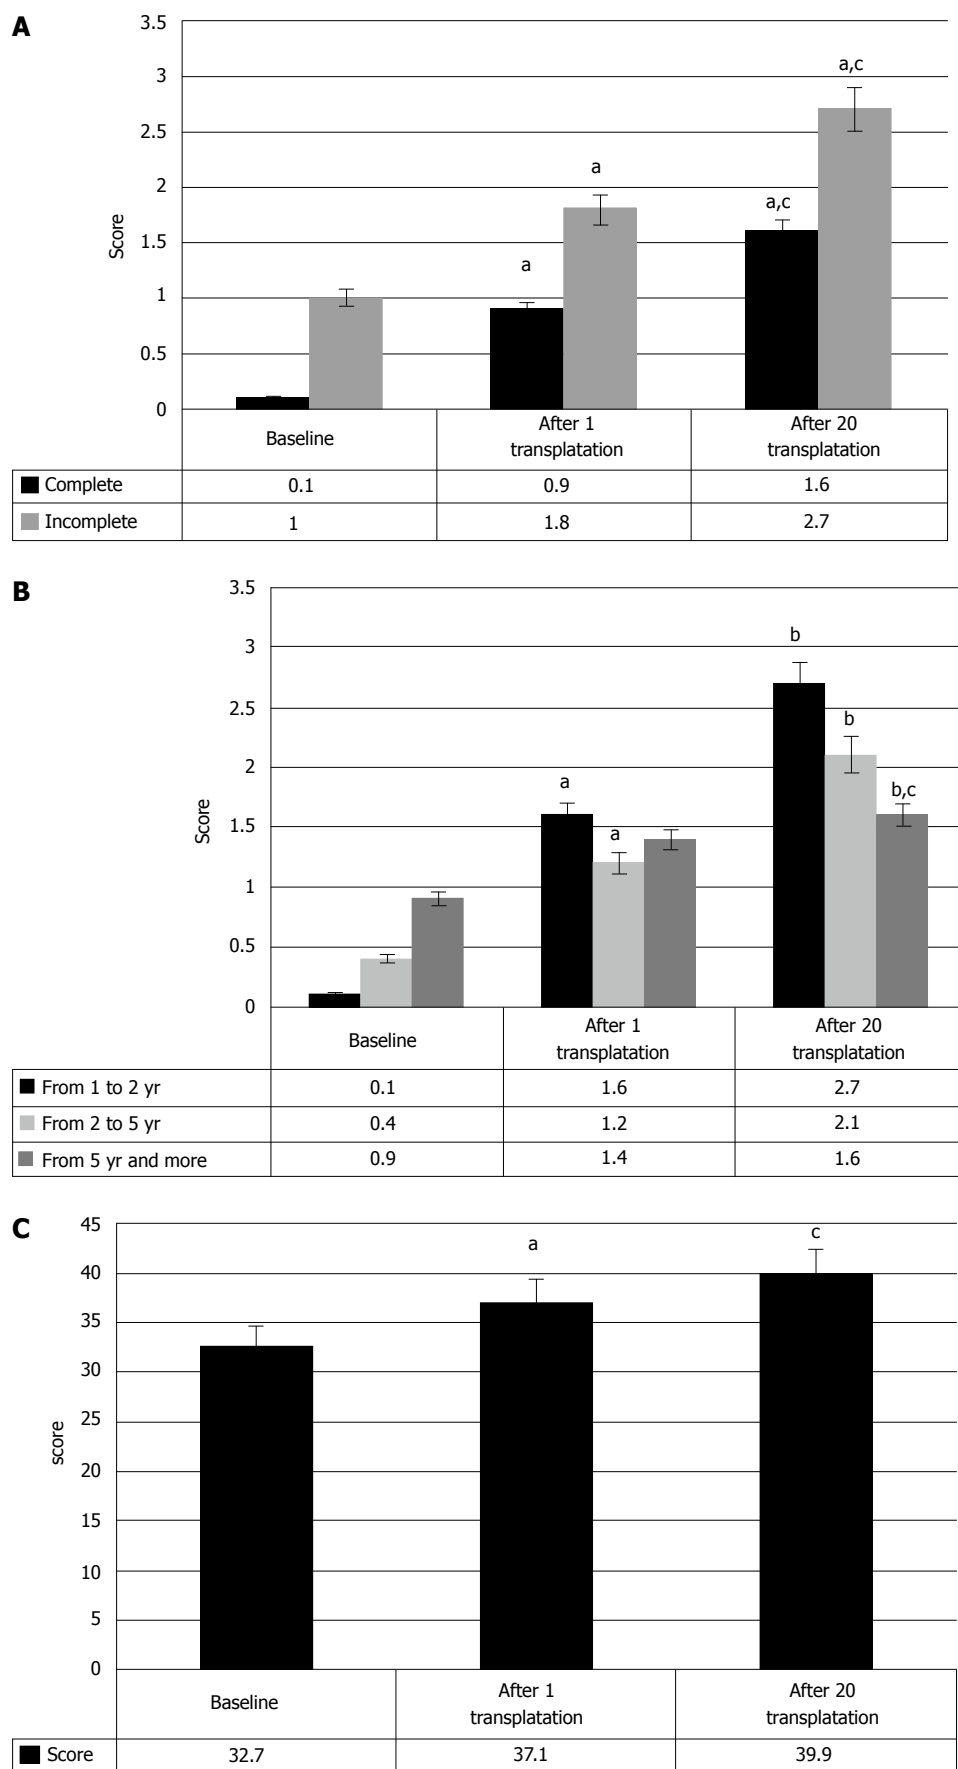 A
3.5
3
2.5
2
1.5
1
0.5
0
Score
a
a
a,c
a,c
Baseline
After 1
transplatation
After 20
transplatation
Complete 0.1 0.9 1.6
Incomplete 1 1.8 2.7
B
3.5
3
2.5
2
1.5
1
0.5
0
Score
a
a
b
b
b,c
Baseline
After 1
transplatation
After 20
transplatation
From 1 to 2 yr 0.1 1.6 2.7
From 2 to 5 yr 0.4 1.2 2.1
From 5 yr and more 0.9 1.4 1.6
C
45
40
35
30
25
20
15
10
5
0
score
a
c
Baseline
After 1
transplatation
After 20
transplatation
Score 32.7 37.1 39.9